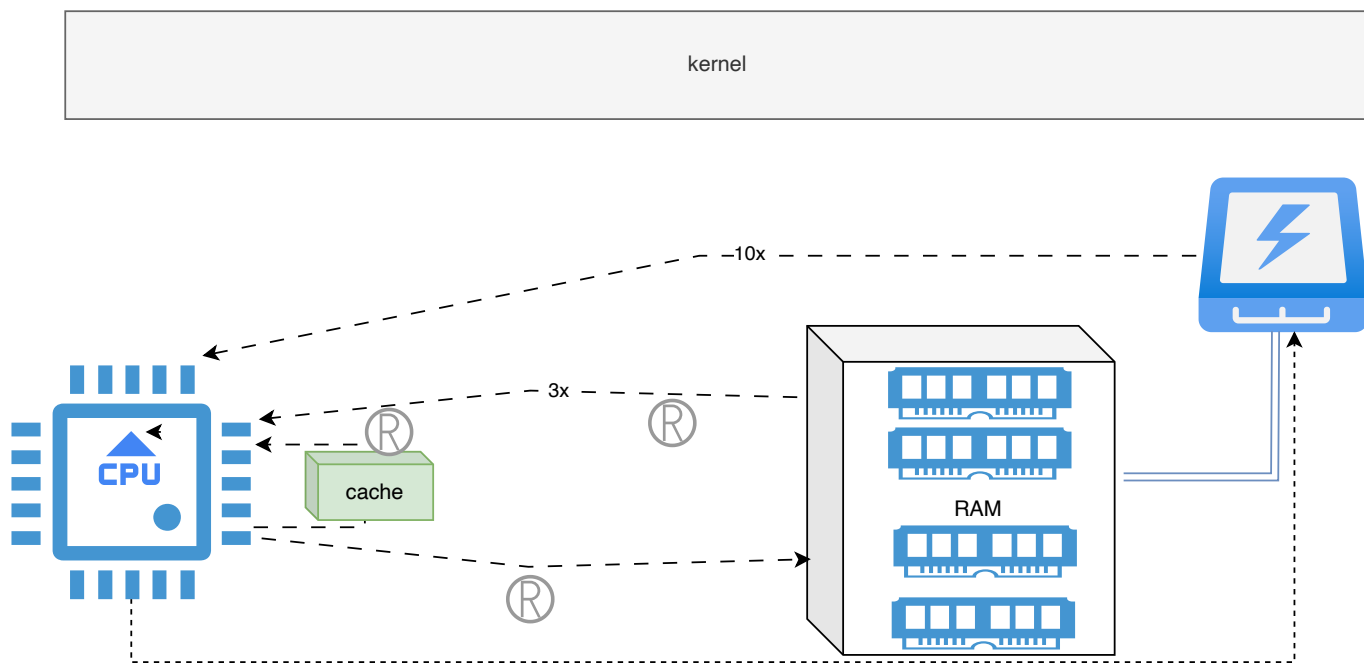 kernel
10x
3x
R
R
CPU
cache
RAM
R